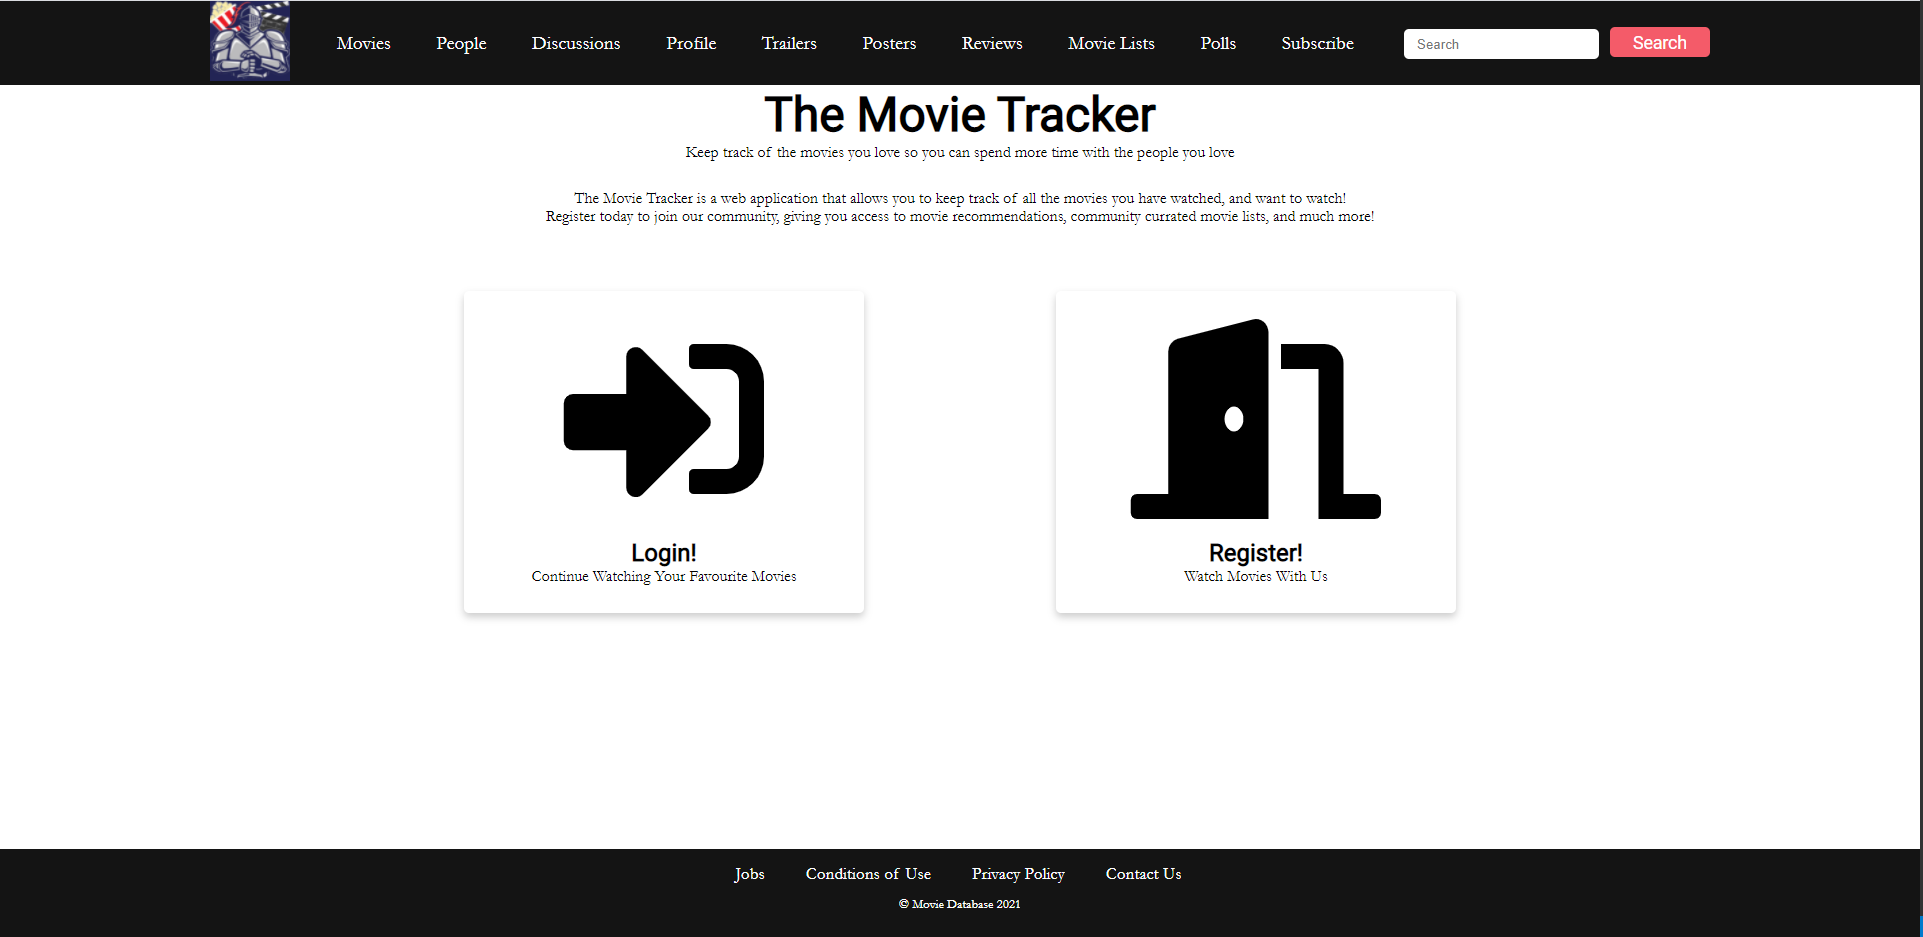 Movies People Discussions Profile Trailers Posters Reviews Movie Lists Polls Subscribe Search Search
The Movie Tracker
Keep track of the movies you love so you can spend more time with the people you love
The Movie Tracker is a web application that allows you to keep track of all the movies you have watched, and want to watch!
Register today to join our community, giving you access to movie recommendations, community currated movie lists, and much more!
Login!
Continue Watching Your Favourite Movies
Register!
Watch Movies With Us
Jobs Conditions of Use Privacy Policy Contact Us
© Movie Database 2021